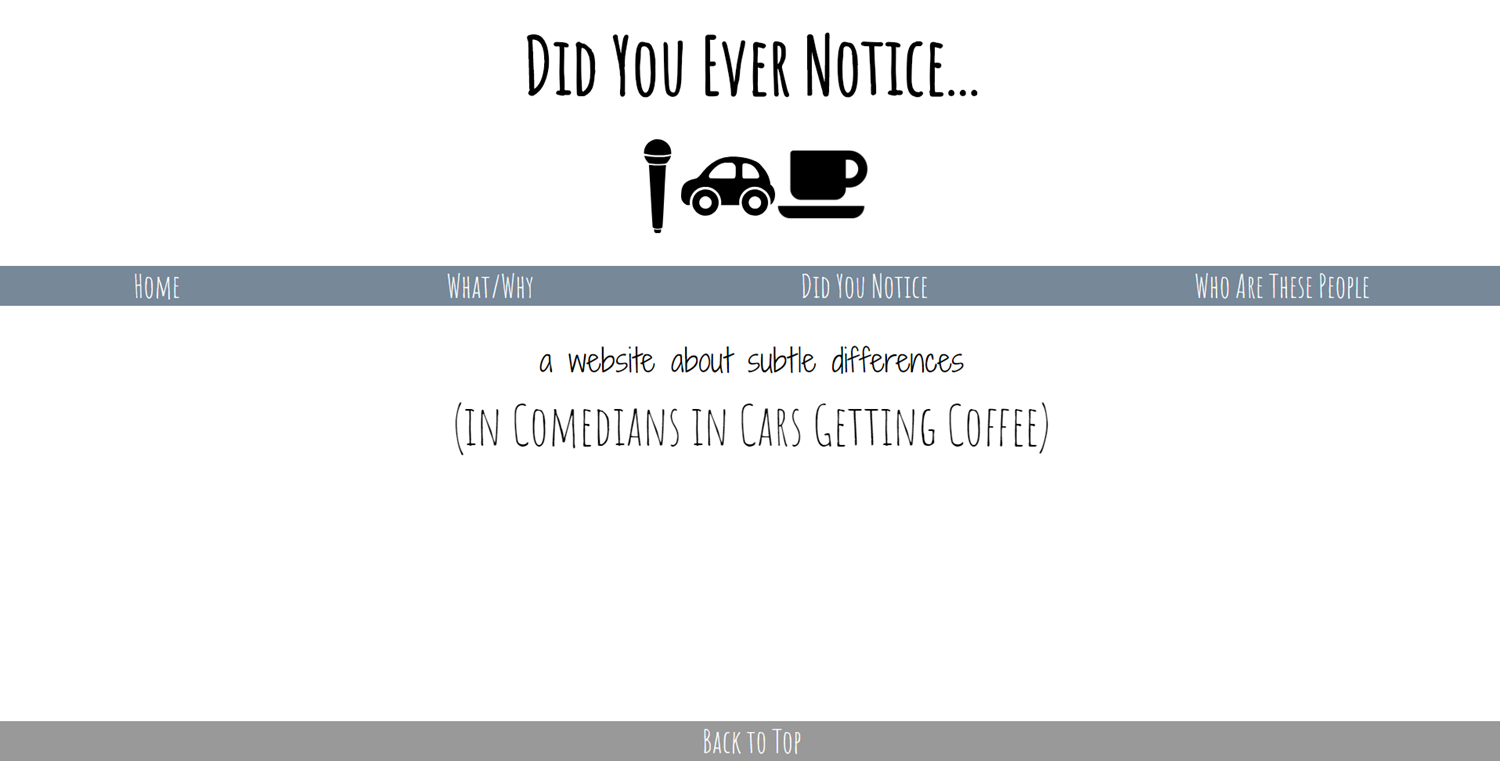 Did You Ever Notice...
Home What/Why Did You Notice Who Are These People
a website about subtle differences
(in Comedians in Cars Getting Coffee)
Back to Top